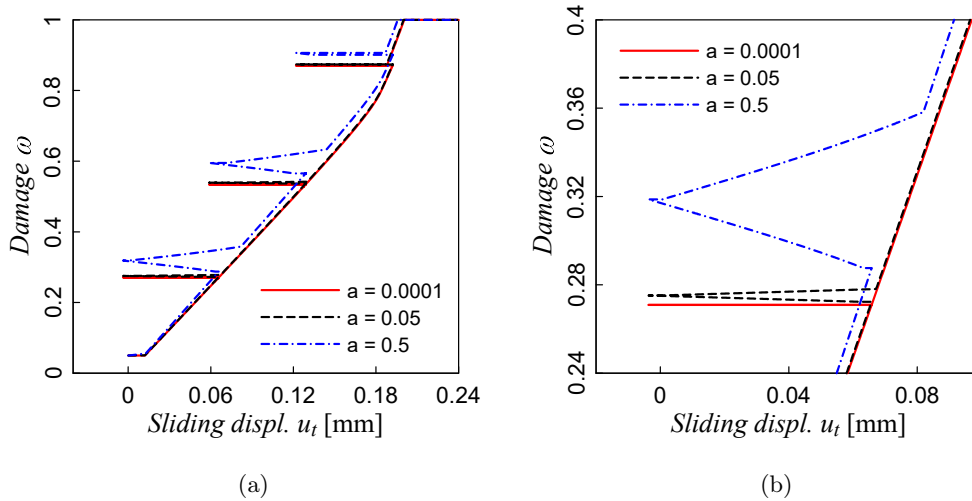 1
0.8
0.6
0.4
0.2
0
Damage ω
a = 0.0001
a = 0.05
a = 0.5
0 0.06 0.12 0.18 0.24
Sliding displ. u_t [mm]
(a)
0.4
0.36
0.32
0.28
0.24
Damage ω
a = 0.0001
a = 0.05
a = 0.5
0 0.04 0.08
Sliding displ. u_t [mm]
(b)